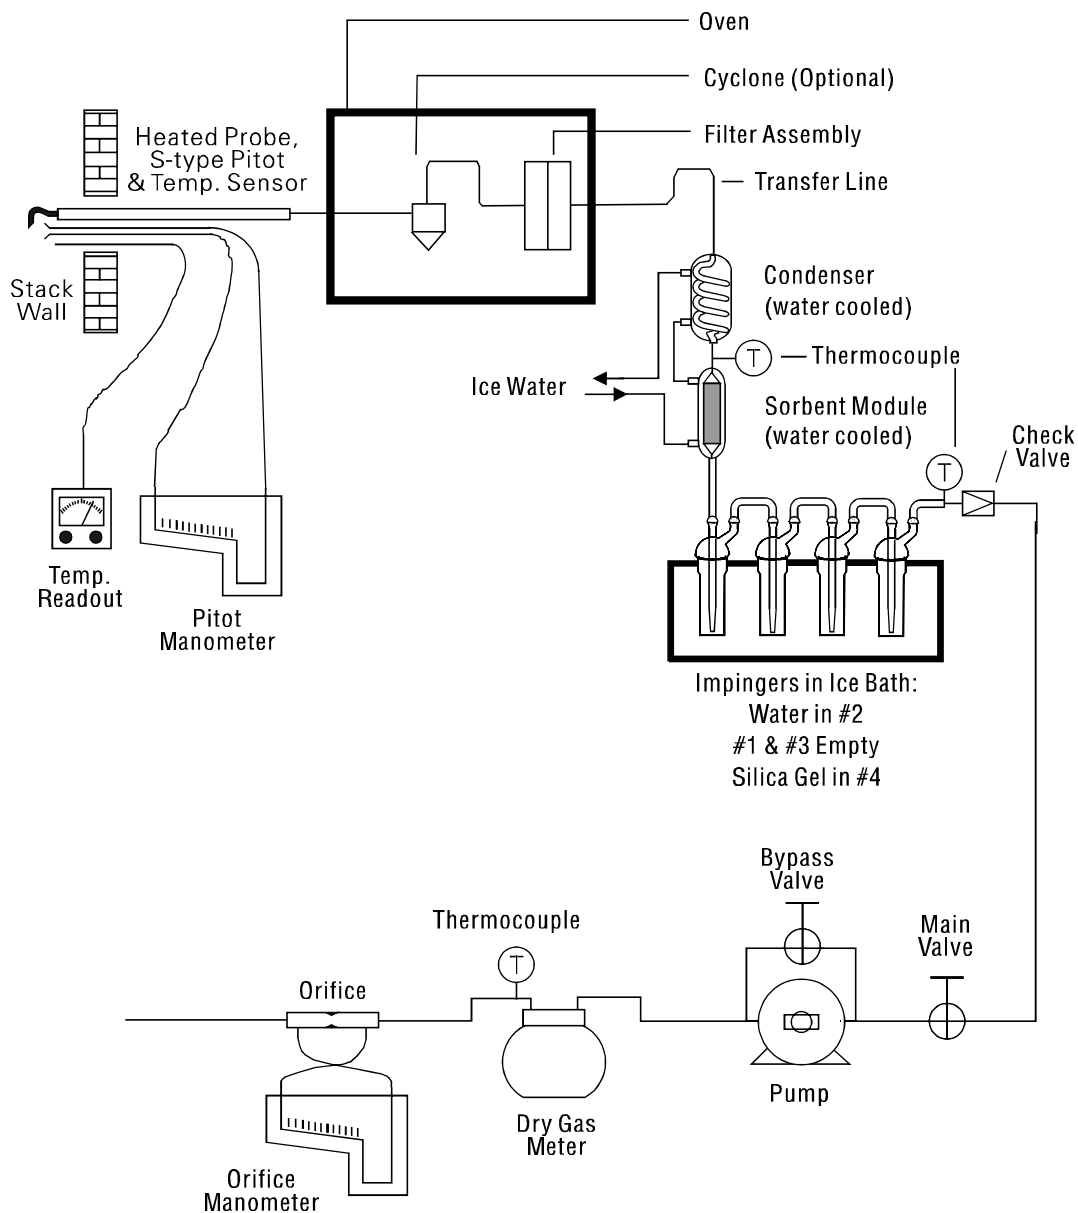 Oven
Cyclone (Optional)
Filter Assembly
Heated Probe,
S-type Pitot
& Temp. Sensor
Transfer Line
Stack
Wall
Condenser
(water cooled)
T
Thermocouple
Ice Water
Sorbent Module
(water cooled)
Check
Valve
T
Temp.
Readout
Pitot
Manometer
Impingers in Ice Bath:
Water in #2
#1 & #3 Empty
Silica Gel in #4
Bypass
Valve
Main
Valve
Thermocouple
T
Orifice
Pump
Dry Gas
Meter
Orifice
Manometer